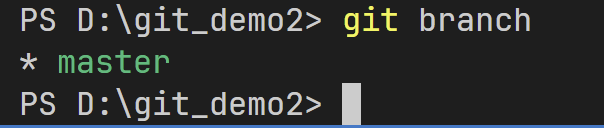 PS D:\git_demo2> git branch
* master
PS D:\git_demo2>